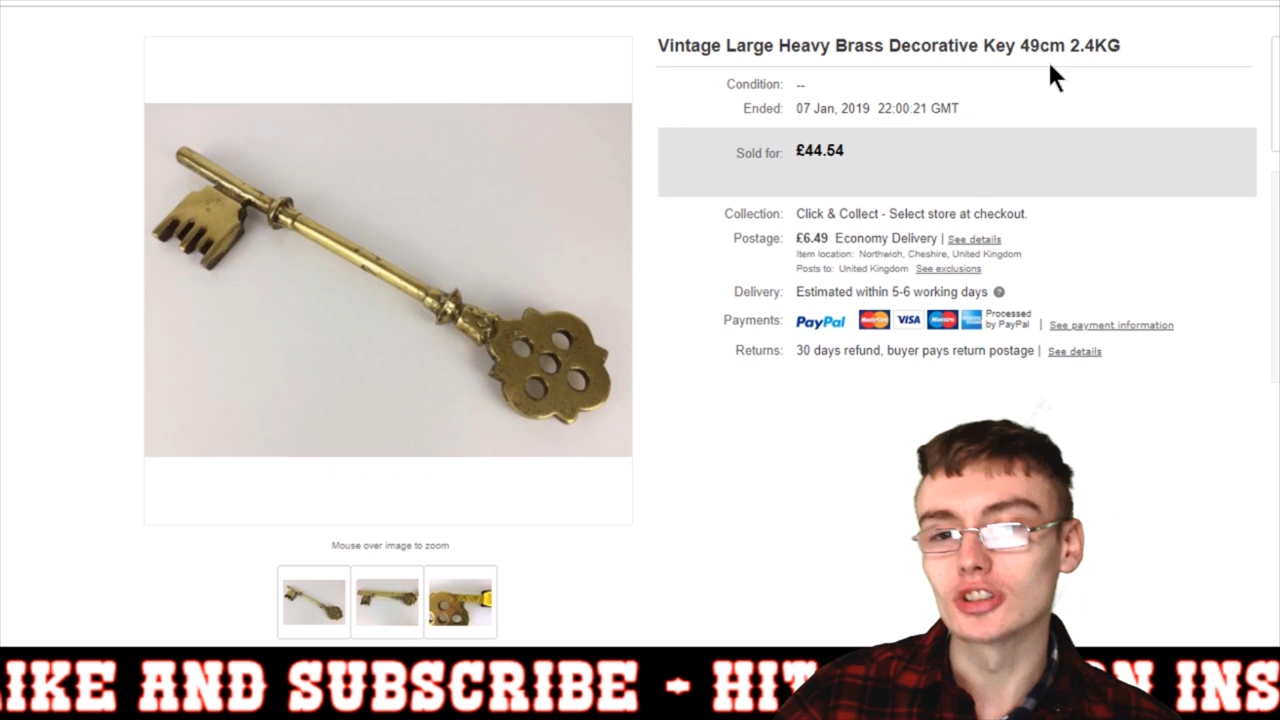 Vintage Large Heavy Brass Decorative Key 49cm 2.4KG
Condition: --
Ended: 07 Jan, 2019 22:00:21 GMT
Sold for: £44.54
Collection: Click & Collect - Select store at checkout.
Postage: £6.49 Economy Delivery | See details
Item location: Northwich, Cheshire, United Kingdom
Posts to: United Kingdom See exclusions
Delivery: Estimated within 5-6 working days
Payments: PayPal MasterCard VISA Maestro Processed by PayPal | See payment information
Returns: 30 days refund, buyer pays return postage | See details
Mouse over image to zoom
IKE AND SUBSCRIBE - HIT N INS